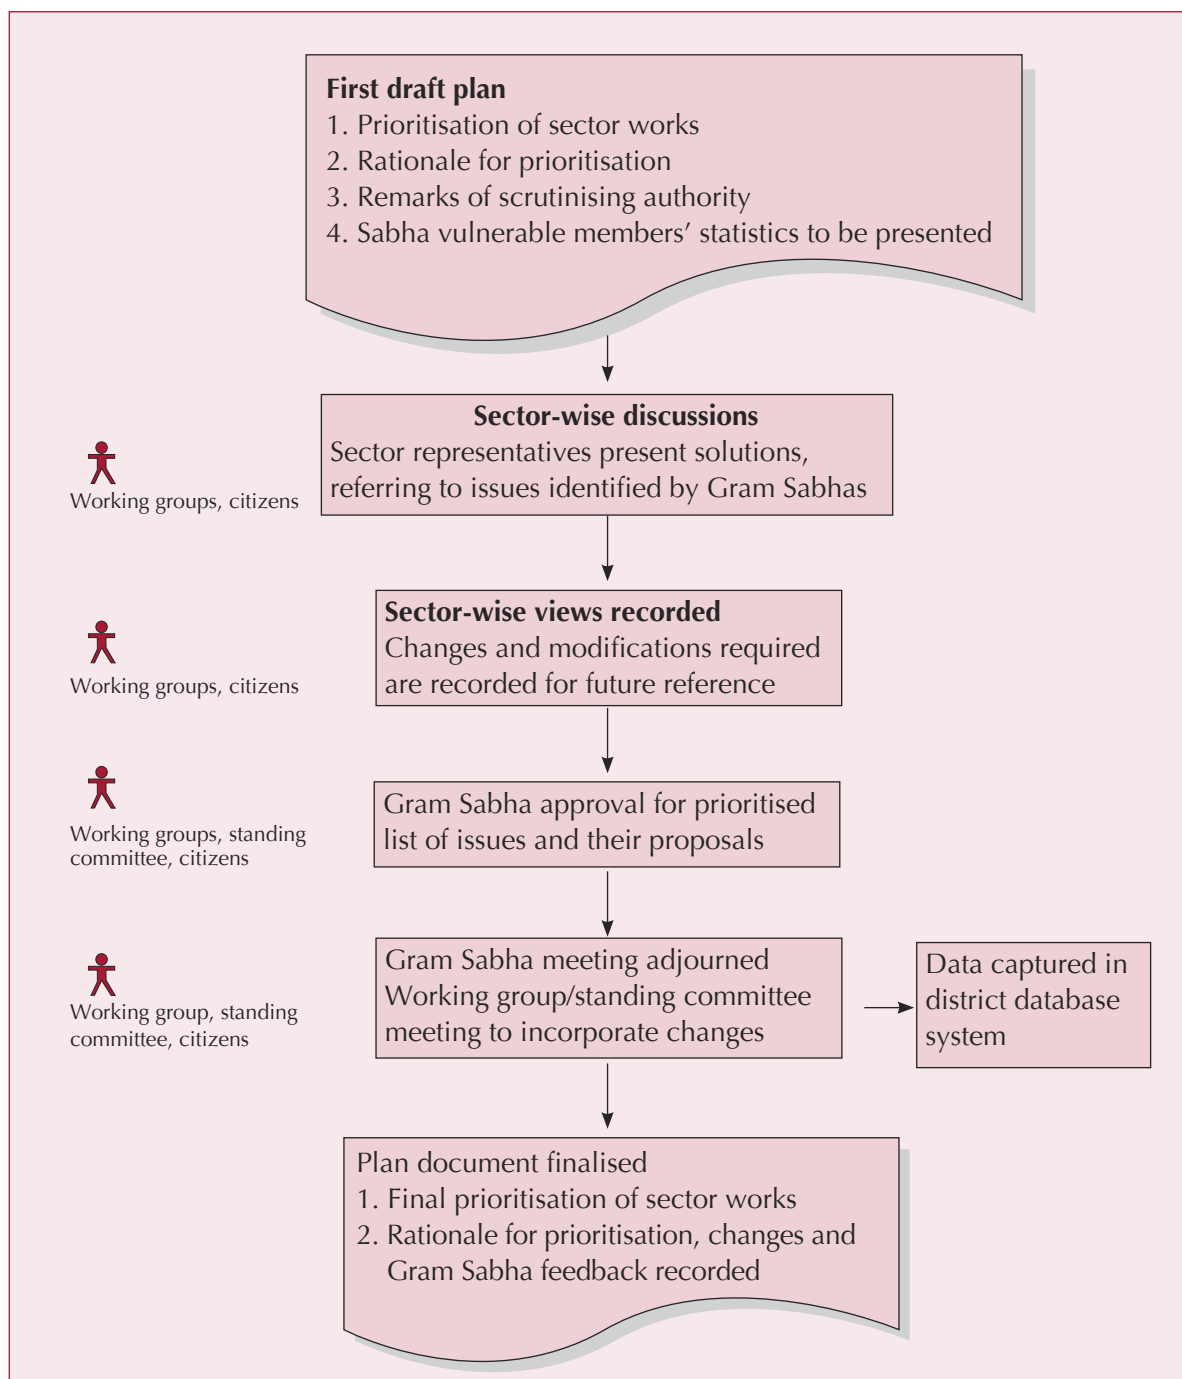 First draft plan
1. Prioritisation of sector works
2. Rationale for prioritisation
3. Remarks of scrutinising authority
4. Sabha vulnerable members’ statistics to be presented
Sector-wise discussions
Sector representatives present solutions,
referring to issues identified by Gram Sabhas
Working groups, citizens
Sector-wise views recorded
Changes and modifications required
are recorded for future reference
Working groups, citizens
Gram Sabha approval for prioritised
list of issues and their proposals
Working groups, standing
committee, citizens
Gram Sabha meeting adjourned
Working group/standing committee
meeting to incorporate changes
Working group, standing
committee, citizens
Data captured in
district database
system
Plan document finalised
1. Final prioritisation of sector works
2. Rationale for prioritisation, changes and
Gram Sabha feedback recorded